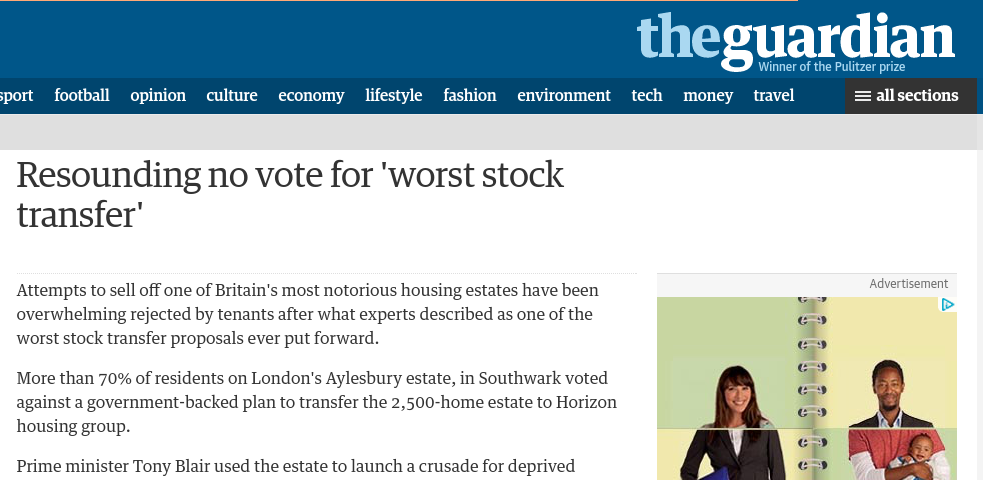 theguardian
Winner of the Pulitzer prize
sport football opinion culture economy lifestyle fashion environment tech money travel all sections
Resounding no vote for 'worst stock
transfer'
Advertisement
Attempts to sell off one of Britain's most notorious housing estates have been
overwhelming rejected by tenants after what experts described as one of the
worst stock transfer proposals ever put forward.
More than 70% of residents on London's Aylesbury estate, in Southwark voted
against a government-backed plan to transfer the 2,500-home estate to Horizon
housing group.
Prime minister Tony Blair used the estate to launch a crusade for deprived